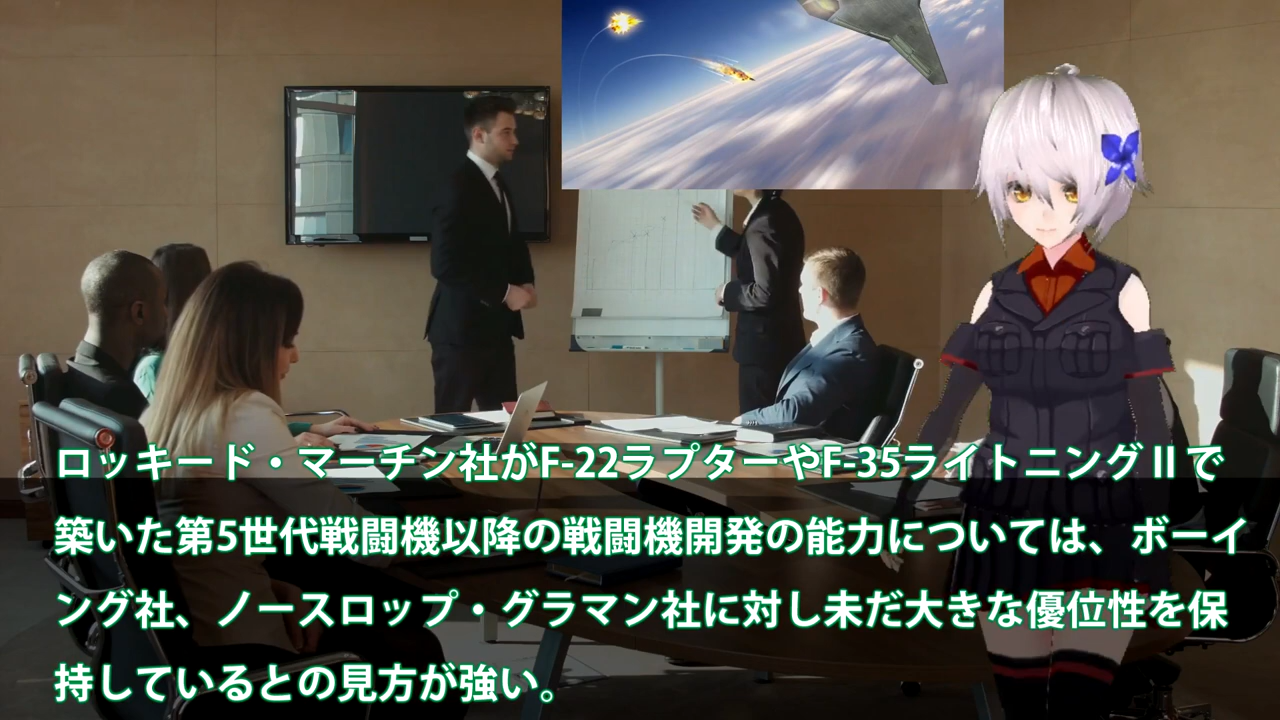 ロッキード・マーチン社がF-22ラプターやF-35ライトニングⅡで
築いた第5世代戦闘機以降の戦闘機開発の能力については、ボーイ
ング社、ノースロップ・グラマン社に対し未だ大きな優位性を保
持しているとの見方が強い。